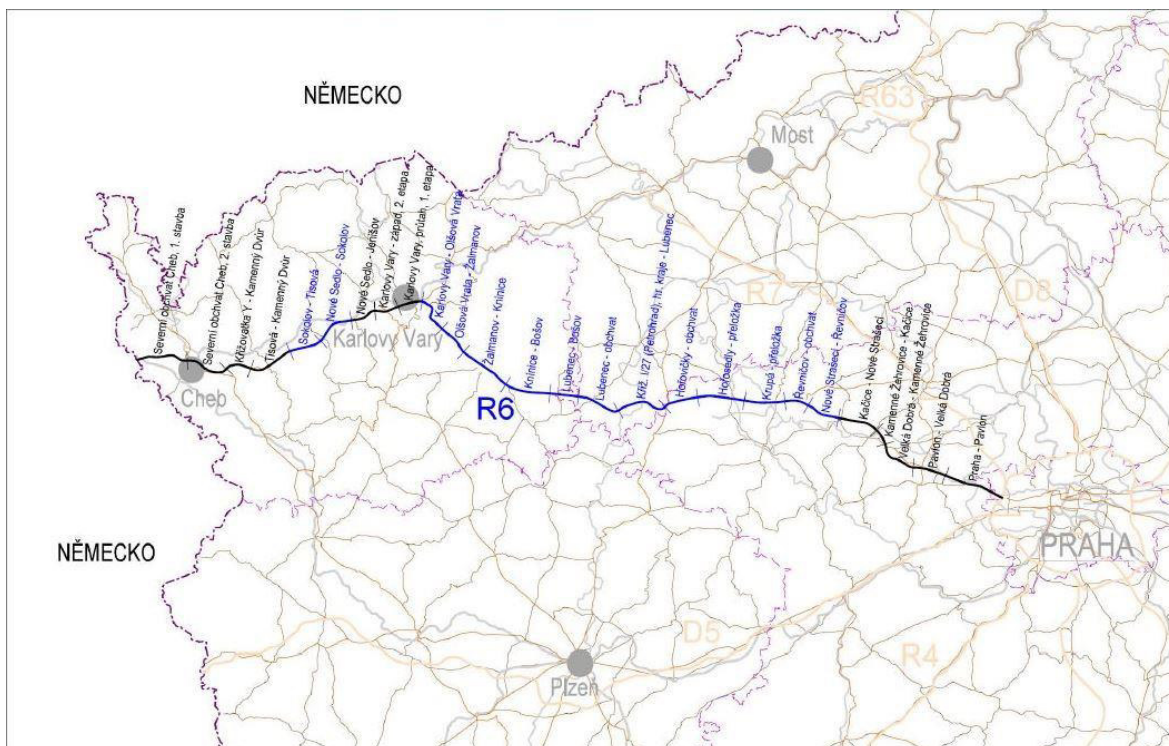 NĚMECKO
Most
R63
R7
D8
Severní obchvat Cheb, 1. stavba
Severní obchvat Cheb, 2. stavba
Křižovatka Y - Kamenný Dvůr
Tisová - Kamenný Dvůr
Sokolov - Tisová
Nové Sedlo - Sokolov
Nové Sedlo - Jenišov
Karlovy Vary - západ, 2. etapa
Karlovy Vary, průtah, 1. etapa
Karlovy Vary - Olšová Vrata
Olšová Vrata - Žalmanov
Žalmanov - Knínice
Knínice - Bošov
Lubenec - Bošov
Lubenec - obchvat
Křiž. I/27 (Petrohrad), hr. kraje - Lubenec
Hořovičky - obchvat
Hořesedly - přeložka
Krupá - přeložka
Řevničov - obchvat
Nové Strašecí - Řevničov
Kačice - Nové Strašecí
Kamenné Žehrovice - Kačice
Velká Dobrá - Kamenné Žehrovice
Pavlov - Velká Dobrá
Praha - Pavlov
Karlovy Vary
Cheb
R6
NĚMECKO
PRAHA
D5
R4
Plzeň